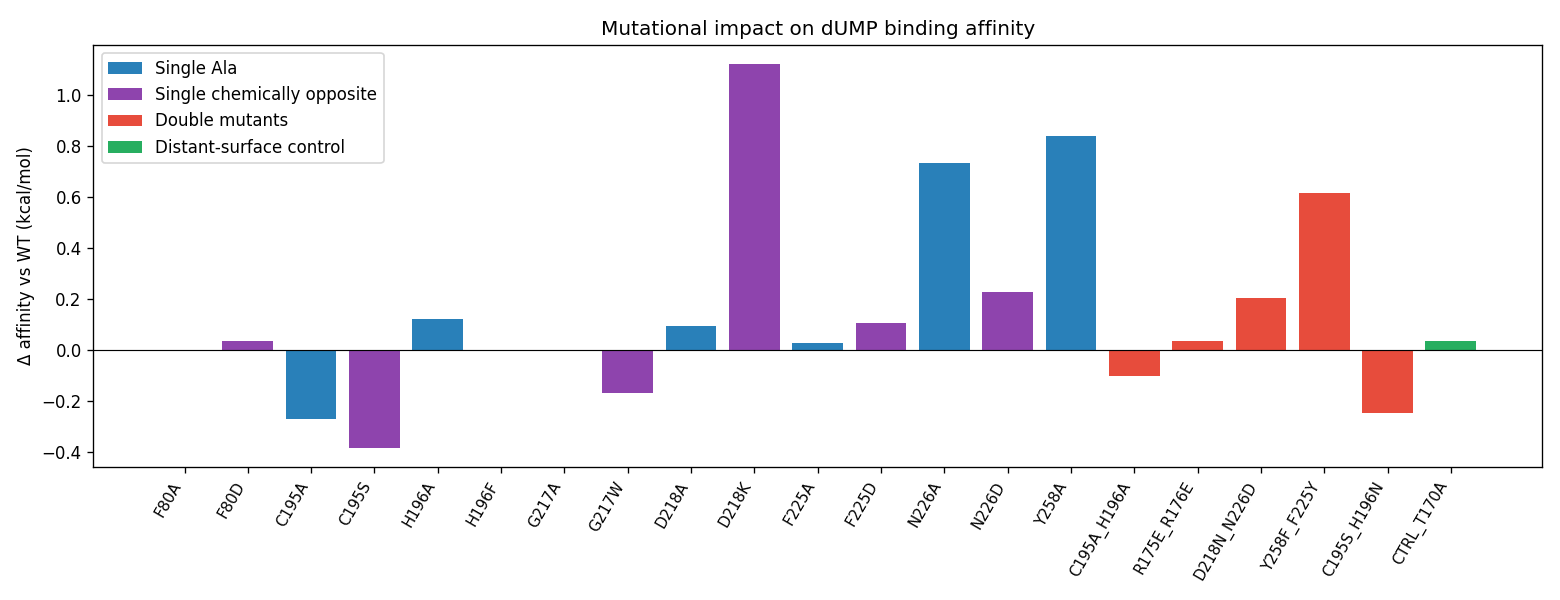 Mutational impact on dUMP binding affinity
Single Ala
Single chemically opposite
Double mutants
Distant-surface control
Δ affinity vs WT (kcal/mol)
1.0
0.8
0.6
0.4
0.2
0.0
−0.2
−0.4
F80A
F80D
C195A
C195S
H196A
H196F
G217A
G217W
D218A
D218K
F225A
F225D
N226A
N226D
Y258A
C195A_H196A
R175E_R176E
D218N_N226D
Y258F_F225Y
C195S_H196N
CTRL_T170A